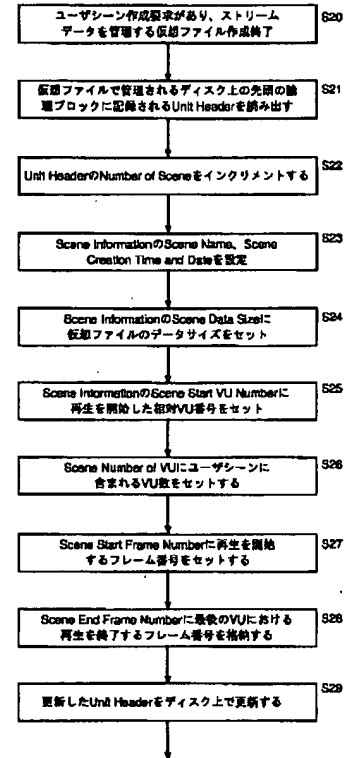 S20
ユーザシーン作成要求があり、ストリーム
データを管理する仮想ファイル作成終了
S21
仮想ファイルで管理されるディスク上の先頭の論
理ブロックに記録されるUnit Headerを読み出す
S22
Unit HeaderのNumber of Sceneをインクリメントする
S23
Scene InformationのScene Name、Scene
Creation Time and Dateを設定
S24
Scene InformationのScene Data Sizeに
仮想ファイルのデータサイズをセット
S25
Scene InformationのScene Start VU Numberに
再生を開始した相対VU番号をセット
S26
Scene Number of VUにユーザシーンに
含まれるVU数をセットする
S27
Scene Start Frame Numberに再生を開始
するフレーム番号をセットする
S28
Scene End Frame Numberに最後のVUにおける
再生を終了するフレーム番号を格納する
S29
更新したUnit Headerをディスク上で更新する